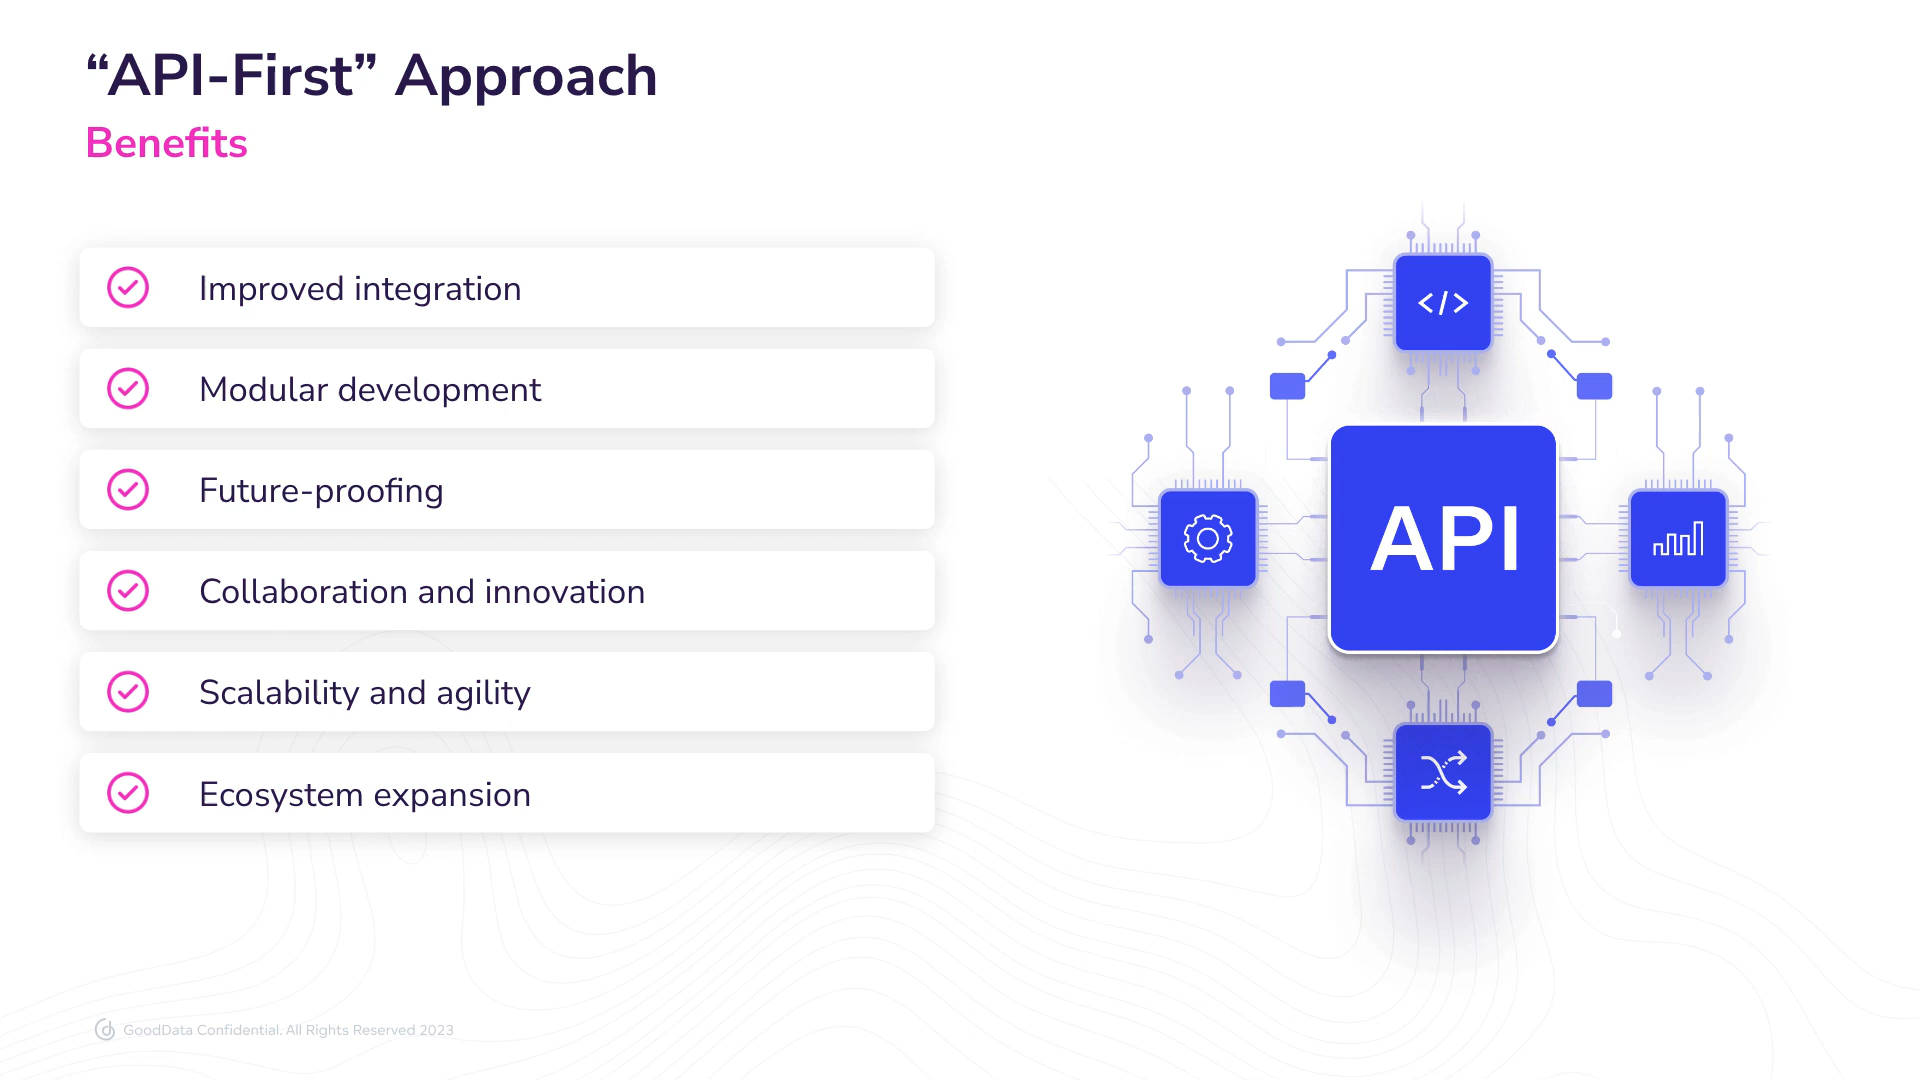 “API-First” Approach
Benefits
Improved integration
Modular development
Future-proofing
Collaboration and innovation
Scalability and agility
Ecosystem expansion
</>
API
GoodData Confidential. All Rights Reserved 2023